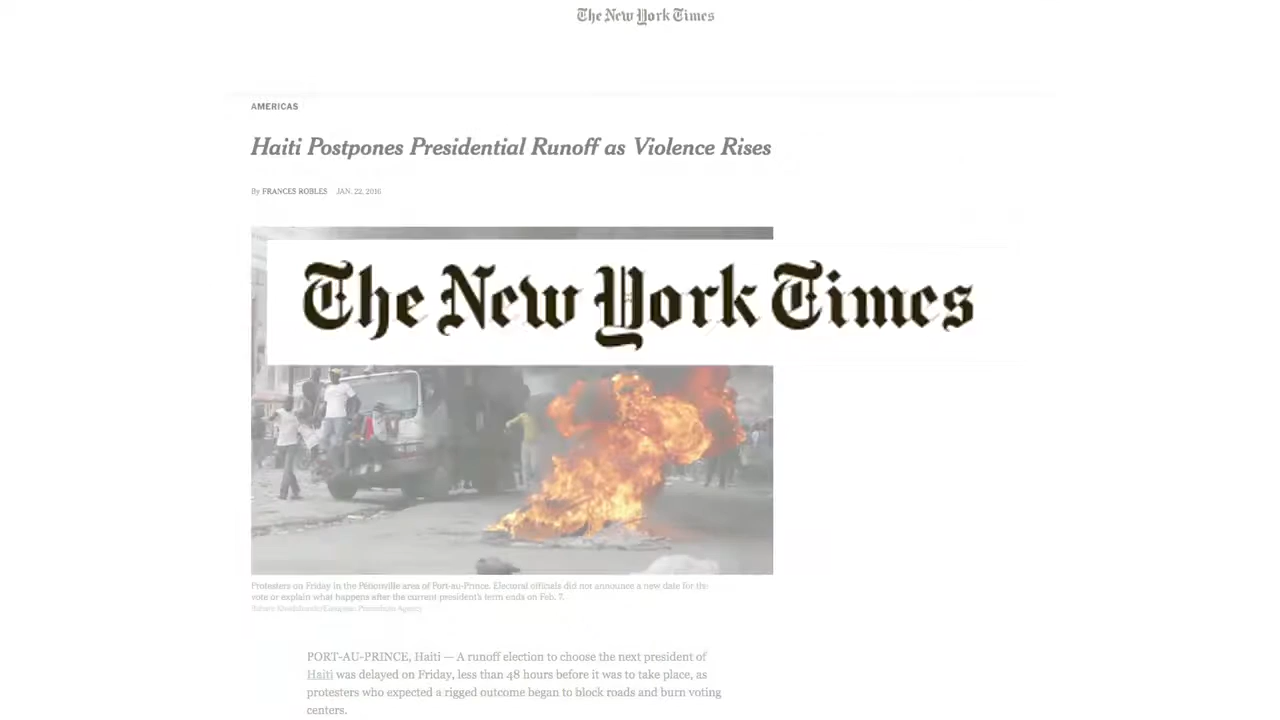 The New York Times
AMERICAS
Haiti Postpones Presidential Runoff as Violence Rises
By FRANCES ROBLES JAN. 22, 2016
The New York Times
Protesters on Friday in the Pétionville area of Port-au-Prince. Electoral officials did not announce a new date for the
vote or explain what happens after the current president's term ends on Feb. 7.
PORT-AU-PRINCE, Haiti — A runoff election to choose the next president of
Haiti was delayed on Friday, less than 48 hours before it was to take place, as
protesters who expected a rigged outcome began to block roads and burn voting
centers.